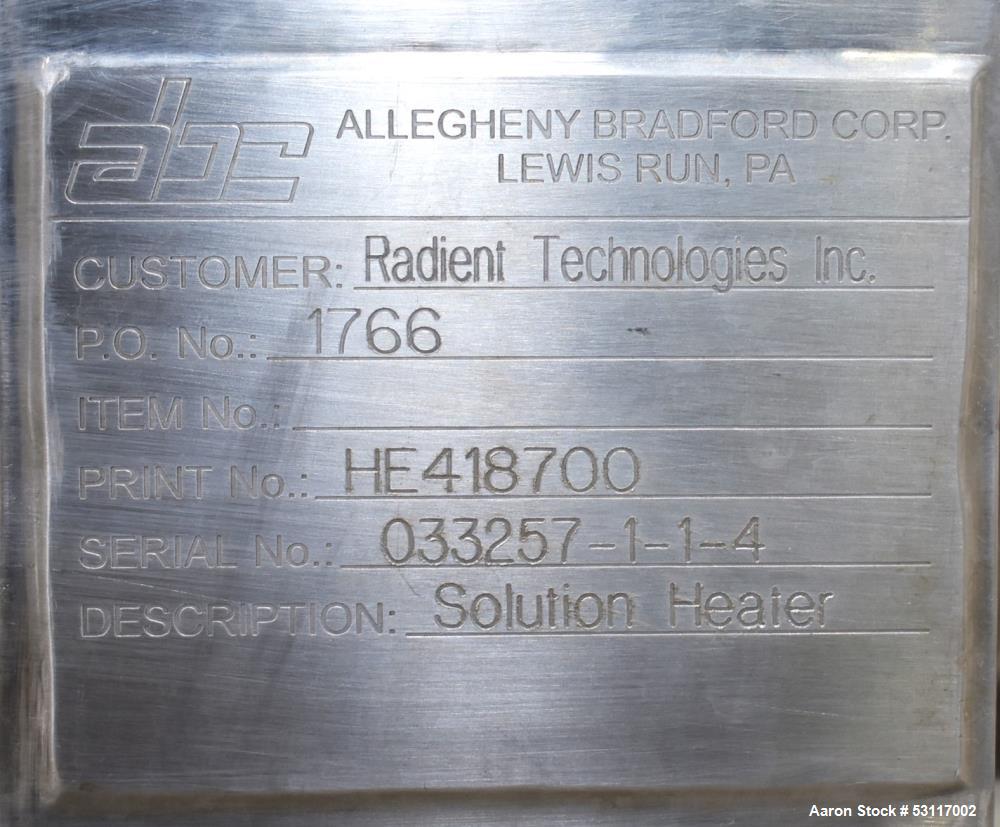 abc
ALLEGHENY BRADFORD CORP.
LEWIS RUN, PA
CUSTOMER: Radient Technologies Inc.
P.O. No.: 1766
ITEM No.:
PRINT No.: HE418700
SERIAL No.: 033257-1-1-4
DESCRIPTION: Solution Heater
Aaron Stock # 53117002